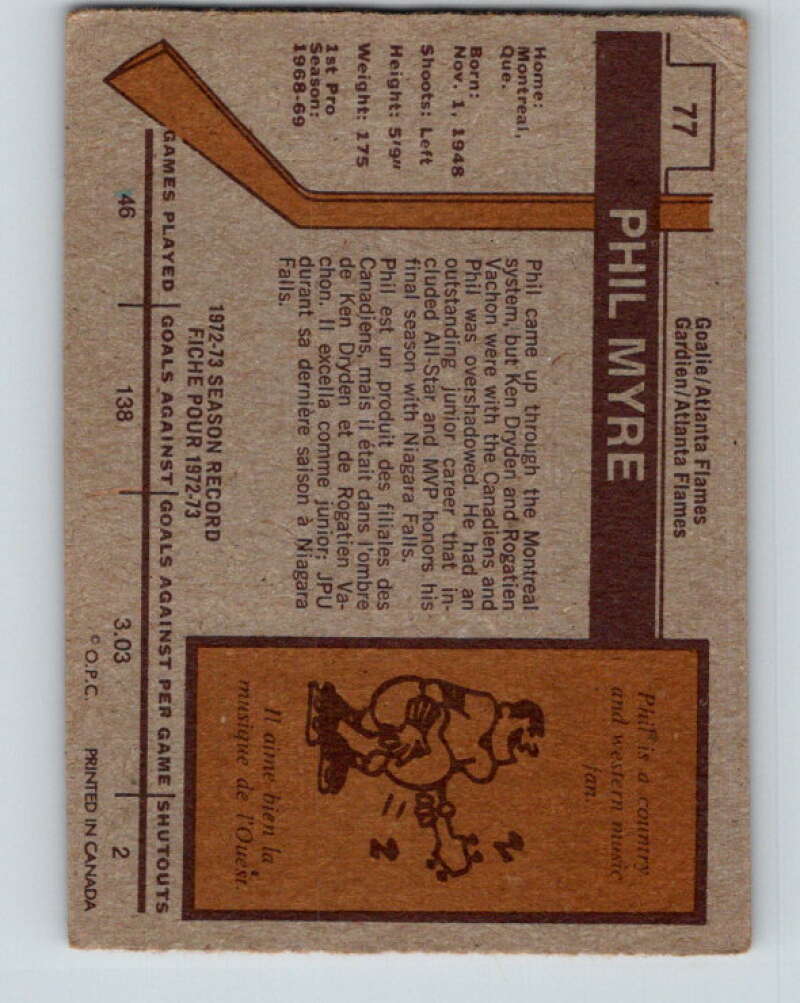 77
Goalie/Atlanta Flames
Gardien/Atlanta Flames
PHIL MYRE
Home:
Montreal,
Que.
Born:
Nov. 1, 1948
Shoots: Left
Height: 5'9"
Weight: 175
1st Pro
Season:
1968-69
Phil came up through the Montreal
system, but Ken Dryden and Rogatien
Vachon were with the Canadiens and
Phil was overshadowed. He had an
outstanding junior career that in-
cluded All-Star and MVP honors his
final season with Niagara Falls.
Phil est un produit des filiales des
Canadiens, mais il était dans l'ombre
de Ken Dryden et de Rogatien Va-
chon. Il excella comme junior; JPU
durant sa dernière saison à Niagara
Falls.
Phil is a country
and western music
fan.
Il aime bien la
musique de l'Ouest.
1972-73 SEASON RECORD
FICHE POUR 1972-73
GAMES PLAYED GOALS AGAINST GOALS AGAINST PER GAME SHUTOUTS
46 138 3.03 2
© O.P.C. PRINTED IN CANADA